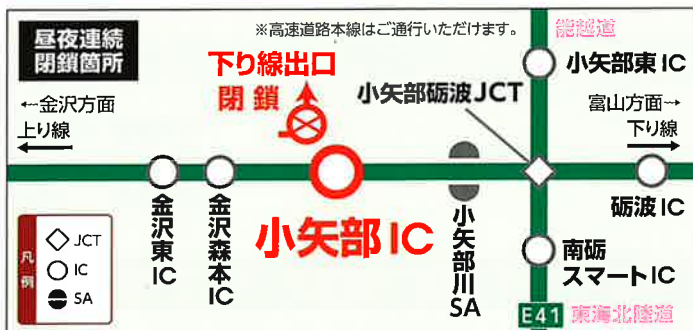 昼夜連続
閉鎖箇所
※高速道路本線はご通行いただけます。
能越道
下り線出口
閉鎖
小矢部東IC
小矢部砺波JCT
←金沢方面
上り線
富山方面→
下り線
金沢東IC
金沢森本IC
小矢部IC
小矢部川SA
砺波IC
南砺
スマートIC
凡例
JCT
IC
SA
E41 東海北陸道